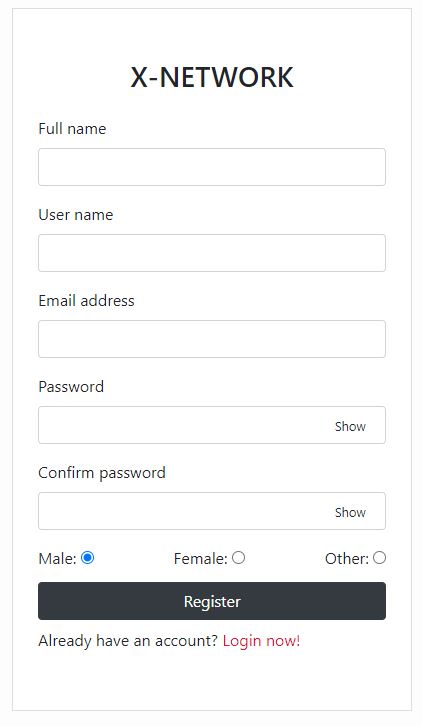 X-NETWORK
Full name
User name
Email address
Password
Show
Confirm password
Show
Male: Female: Other:
Register
Already have an account? Login now!